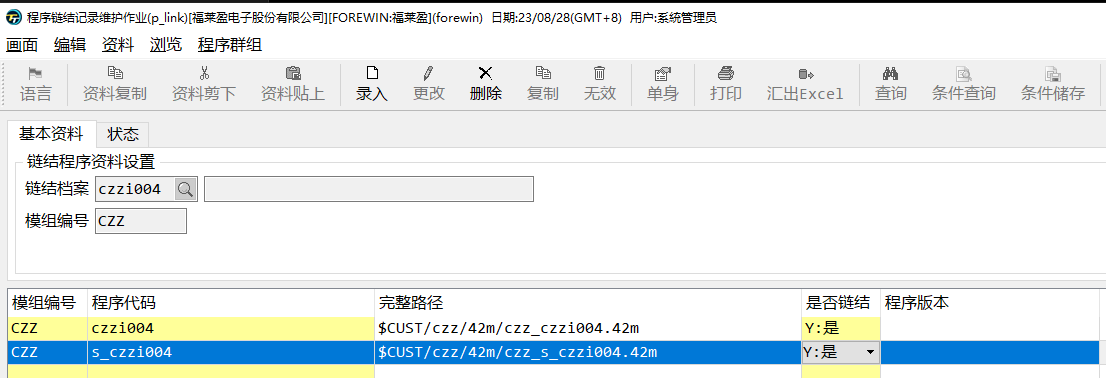 程序链结记录维护作业(p_link)[福莱盈电子股份有限公司][FOREWIN:福莱盈](forewin) 日期:23/08/28(GMT+8) 用户:系统管理员
画面 编辑 资料 浏览 程序群组
语言 资料复制 资料剪下 资料贴上 录入 更改 删除 复制 无效 单身 打印 汇出Excel 查询 条件查询 条件储存
基本资料 状态
链结程序资料设置
链结档案 czzi004
模组编号 CZZ
模组编号 程序代码 完整路径 是否链结 程序版本
CZZ czzi004 $CUST/czz/42m/czz_czzi004.42m Y:是
CZZ s_czzi004 $CUST/czz/42m/czz_s_czzi004.42m Y:是